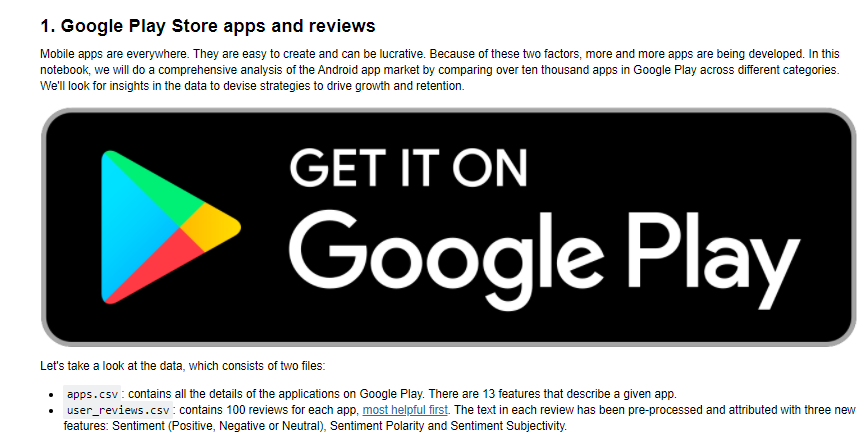 1. Google Play Store apps and reviews
Mobile apps are everywhere. They are easy to create and can be lucrative. Because of these two factors, more and more apps are being developed. In this
notebook, we will do a comprehensive analysis of the Android app market by comparing over ten thousand apps in Google Play across different categories.
We'll look for insights in the data to devise strategies to drive growth and retention.
GET IT ON
Google Play
Let's take a look at the data, which consists of two files:
• apps.csv : contains all the details of the applications on Google Play. There are 13 features that describe a given app.
• user_reviews.csv : contains 100 reviews for each app, most helpful first. The text in each review has been pre-processed and attributed with three new
features: Sentiment (Positive, Negative or Neutral), Sentiment Polarity and Sentiment Subjectivity.